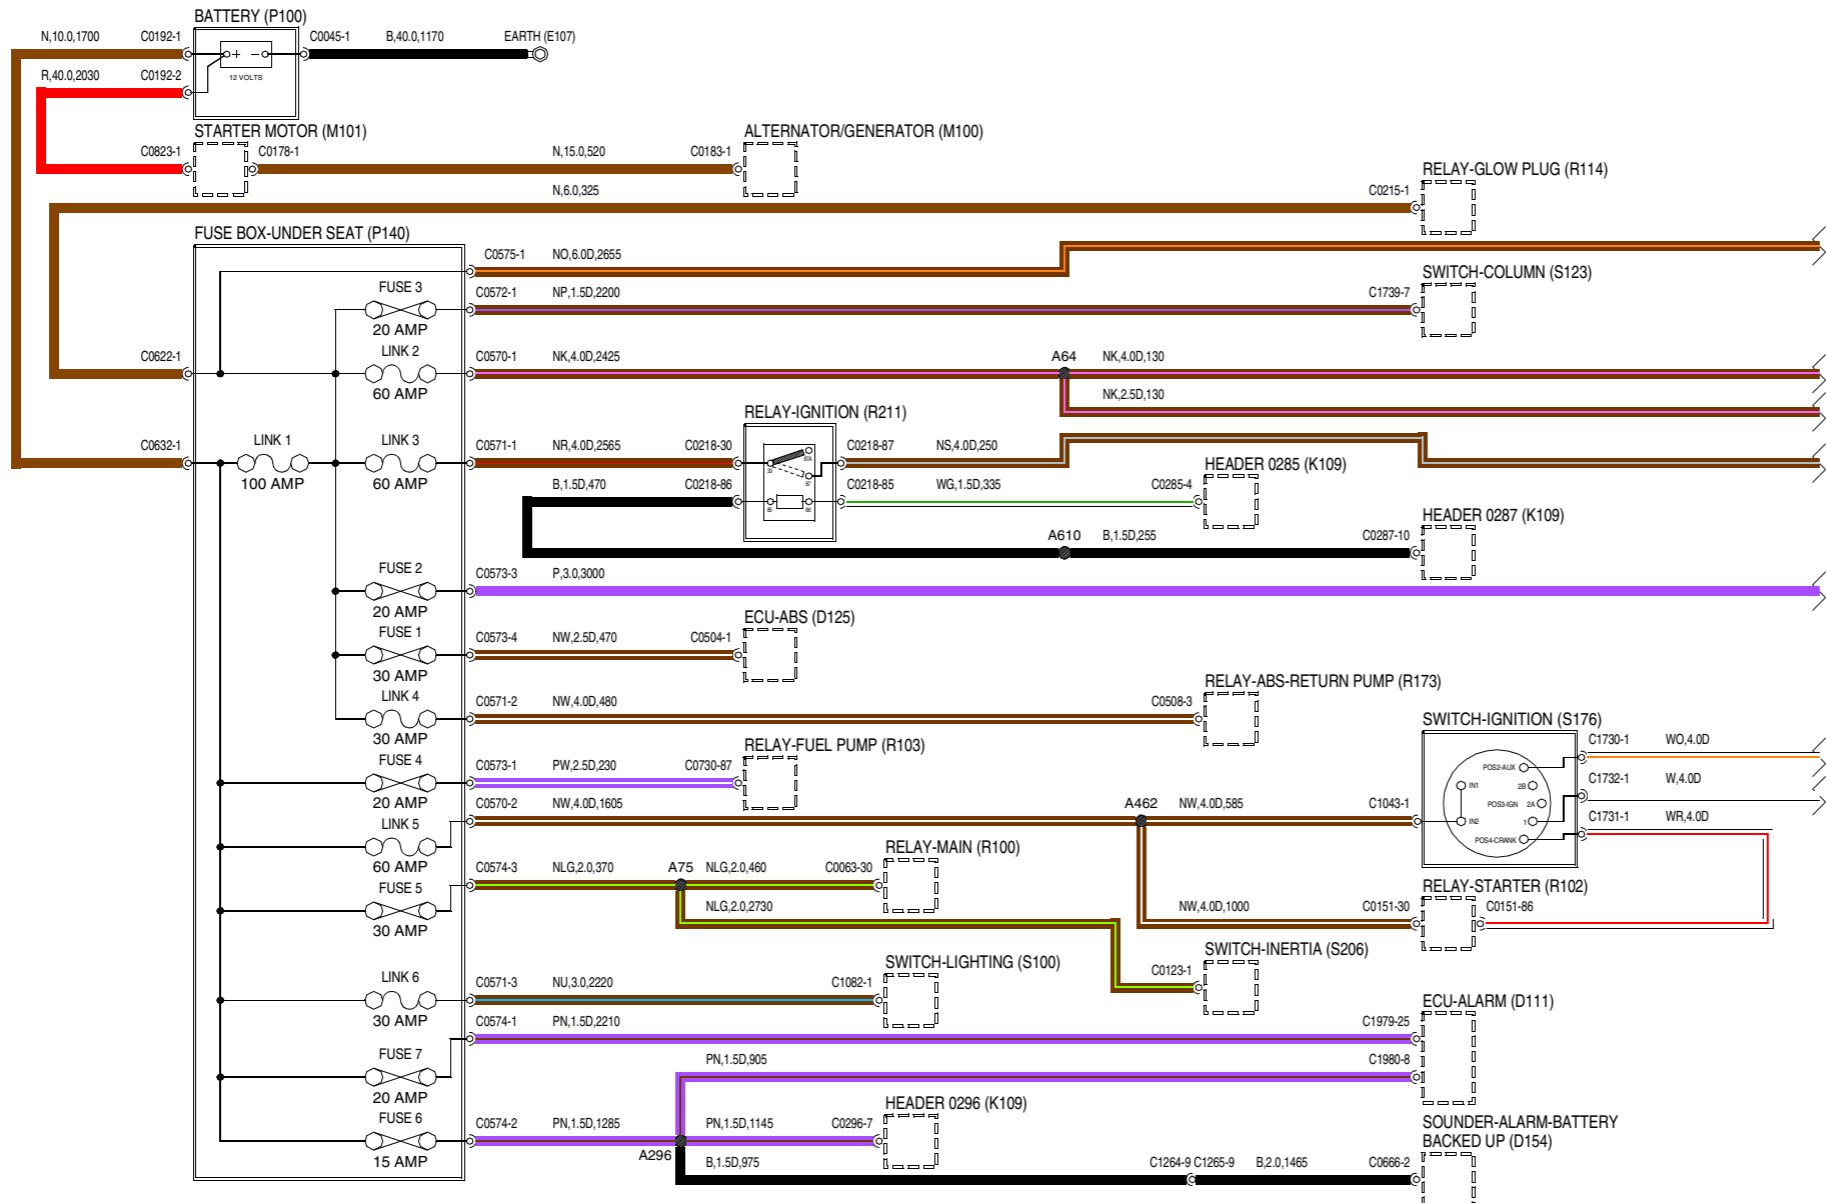 BATTERY (P100)
N,10.0,1700 C0192-1 C0045-1 B,40.0,1170 EARTH (E107)
+ −
R,40.0,2030 C0192-2 12 VOLTS
STARTER MOTOR (M101) ALTERNATOR/GENERATOR (M100)
C0823-1 C0178-1 N,15.0,520 C0183-1
RELAY-GLOW PLUG (R114)
N,6.0,325 C0215-1
FUSE BOX-UNDER SEAT (P140)
C0575-1 NO,6.0D,2655
SWITCH-COLUMN (S123)
FUSE 3 C0572-1 NP,1.5D,2200 C1739-7
20 AMP
C0622-1 LINK 2 C0570-1 NK,4.0D,2425 A64 NK,4.0D,130
60 AMP NK,2.5D,130
RELAY-IGNITION (R211)
C0632-1 LINK 1 LINK 3 C0571-1 NR,4.0D,2565 C0218-30 C0218-87 NS,4.0D,250
87A
30
87
HEADER 0285 (K109)
100 AMP 60 AMP B,1.5D,470 C0218-86 C0218-85 WG,1.5D,335 C0285-4
HEADER 0287 (K109)
A610 B,1.5D,255 C0287-10
FUSE 2 C0573-3 P,3.0,3000
20 AMP
ECU-ABS (D125)
FUSE 1 C0573-4 NW,2.5D,470 C0504-1
30 AMP
RELAY-ABS-RETURN PUMP (R173)
LINK 4 C0571-2 NW,4.0D,480 C0508-3
30 AMP
SWITCH-IGNITION (S176)
RELAY-FUEL PUMP (R103)
C1730-1 WO,4.0D
FUSE 4 C0573-1 PW,2.5D,230 C0730-87
POS2-AUX
IN1 2B
C1732-1 W,4.0D
20 AMP C0570-2 NW,4.0D,1605 A462 NW,4.0D,585 C1043-1
POS3-IGN 2A
IN2 1
C1731-1 WR,4.0D
POS4-CRANK
LINK 5
60 AMP
RELAY-MAIN (R100)
C0574-3 NLG,2.0,370 A75 NLG,2.0,460 C0063-30
FUSE 5
RELAY-STARTER (R102)
30 AMP NLG,2.0,2730 NW,4.0D,1000 C0151-30 C0151-86
SWITCH-INERTIA (S206)
SWITCH-LIGHTING (S100)
C0123-1
LINK 6 C0571-3 NU,3.0,2220 C1082-1
30 AMP
ECU-ALARM (D111)
C0574-1 PN,1.5D,2210 C1979-25
FUSE 7 PN,1.5D,905 C1980-8
20 AMP
HEADER 0296 (K109)
FUSE 6 C0574-2 PN,1.5D,1285 PN,1.5D,1145 C0296-7
SOUNDER-ALARM-BATTERY
BACKED UP (D154)
15 AMP A296 B,1.5D,975 C1264-9 C1265-9 B,2.0,1465 C0666-2